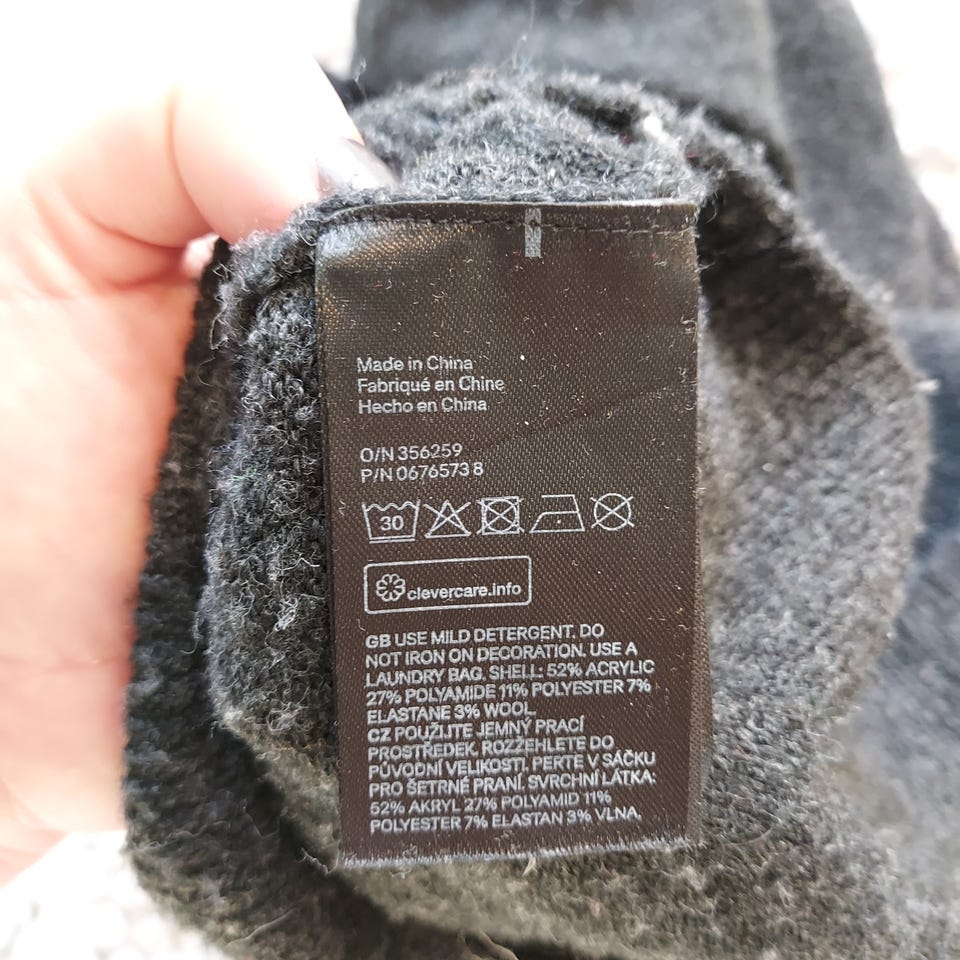 Made in China
Fabriqué en Chine
Hecho en China
O/N 356259
P/N 0676573 8
30
clevercare.info
GB USE MILD DETERGENT. DO
NOT IRON ON DECORATION. USE A
LAUNDRY BAG. SHELL: 52% ACRYLIC
27% POLYAMIDE 11% POLYESTER 7%
ELASTANE 3% WOOL.
CZ POUŽIJTE JEMNÝ PRACÍ
PROSTŘEDEK. ROZŽEHLETE DO
PŮVODNÍ VELIKOSTI. PERTE V SÁČKU
PRO ŠETRNÉ PRANÍ. SVRCHNÍ LÁTKA:
52% AKRYL 27% POLYAMID 11%
POLYESTER 7% ELASTAN 3% VLNA.